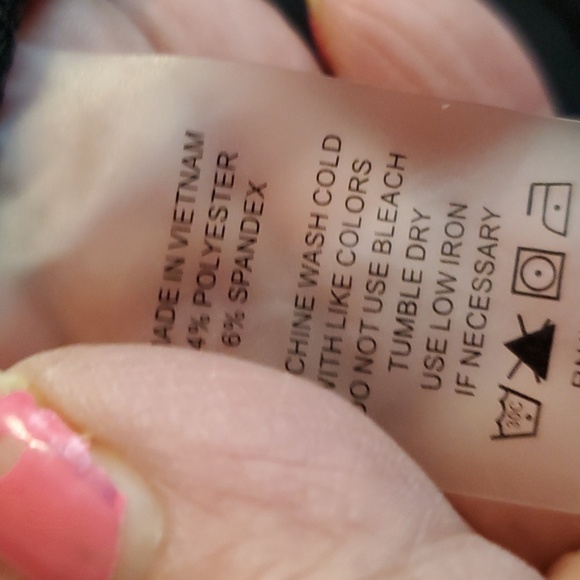 ADE IN VIETNAM
4% POLYESTER
6% SPANDEX
CHINE WASH COLD
WITH LIKE COLORS
DO NOT USE BLEACH
TUMBLE DRY
USE LOW IRON
IF NECESSARY
30C